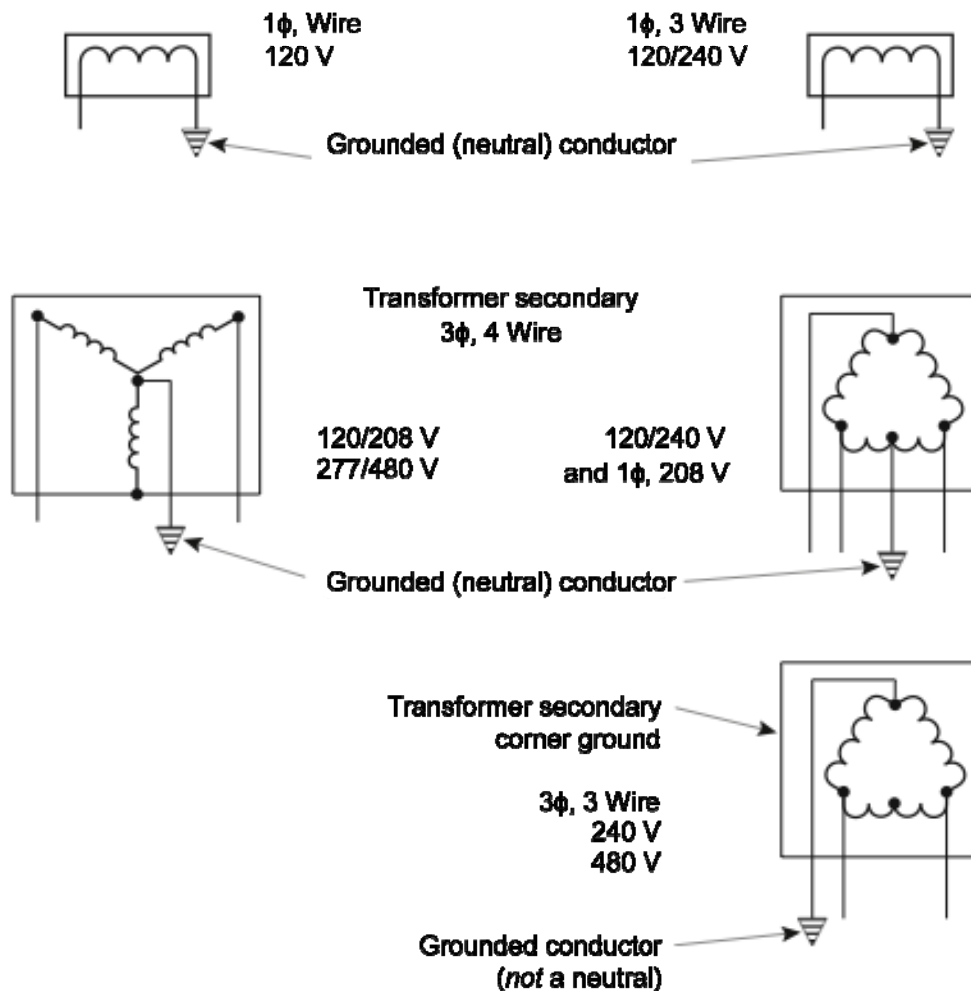 1ϕ, Wire
120 V
1ϕ, 3 Wire
120/240 V
Grounded (neutral) conductor
Transformer secondary
3ϕ, 4 Wire
120/208 V
277/480 V
120/240 V
and 1ϕ, 208 V
Grounded (neutral) conductor
Transformer secondary
corner ground
3ϕ, 3 Wire
240 V
480 V
Grounded conductor
(not a neutral)